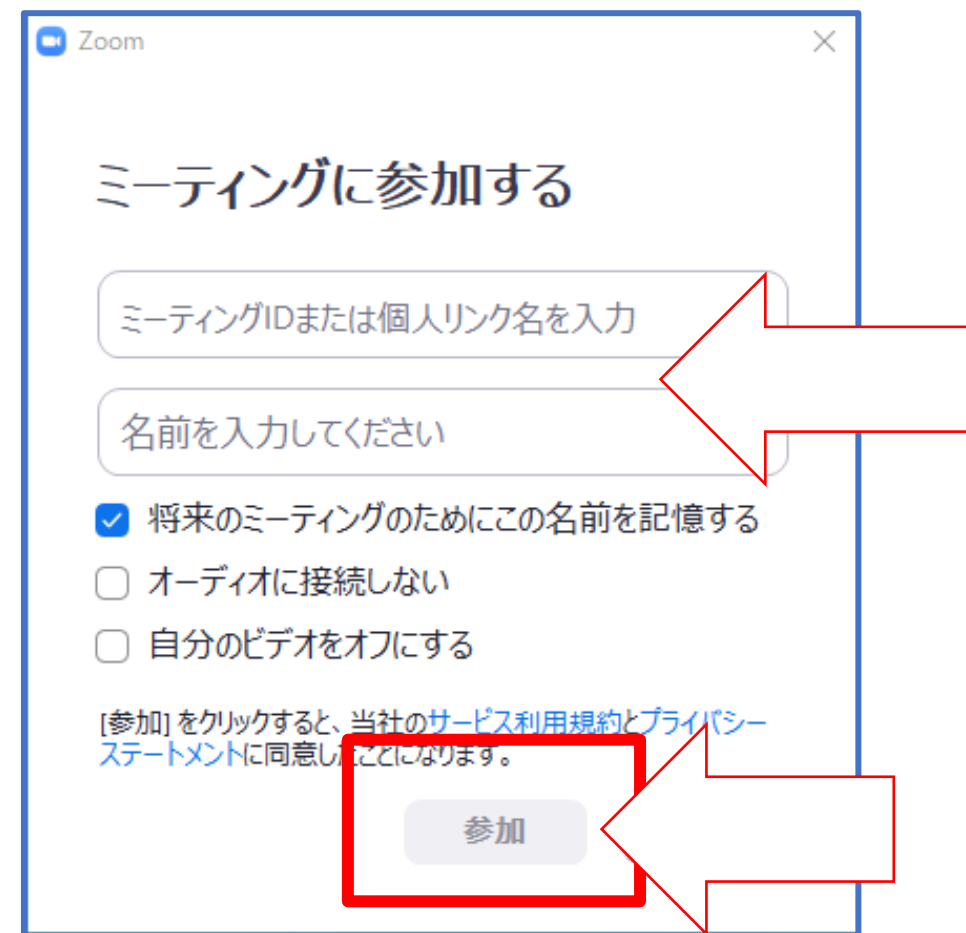 Zoom
ミーティングに参加する
ミーティングIDまたは個人リンク名を入力
名前を入力してください
将来のミーティングのためにこの名前を記憶する
オーディオに接続しない
自分のビデオをオフにする
[参加] をクリックすると、当社のサービス利用規約とプライバシー
ステートメントに同意したことになります。
参加